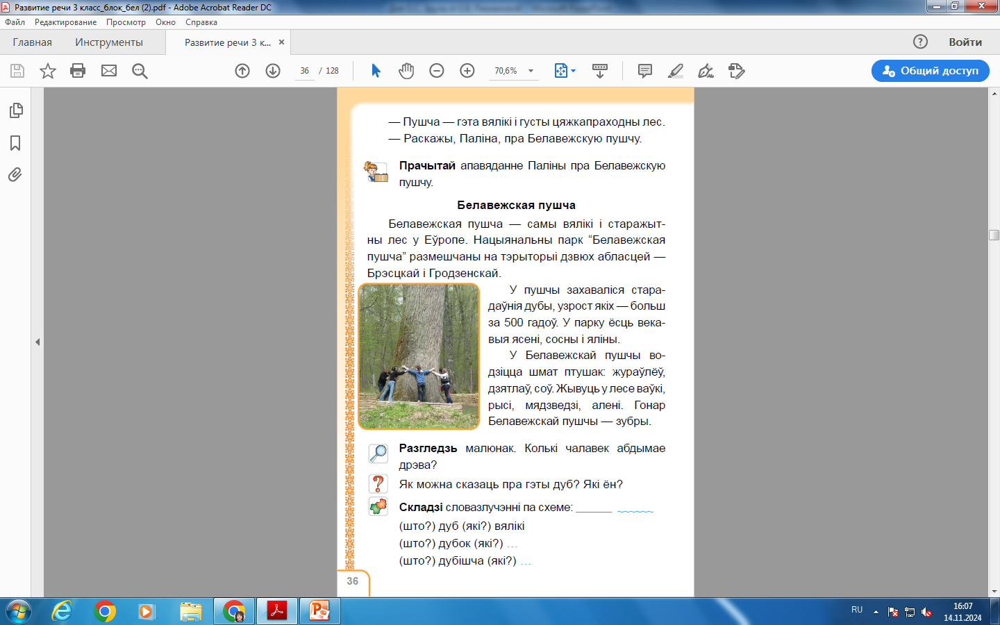 Развитие речи 3 класс_блок_бел (2).pdf - Adobe Acrobat Reader DC
Файл Редактирование Просмотр Окно Справка
Главная Инструменты Развитие речи 3 к... × ? Войти
36 / 128 70,6% Общий доступ
— Пушча — гэта вялікі і густы цяжкапраходны лес.
— Раскажы, Паліна, пра Белавежскую пушчу.
Прачытай апавяданне Паліны пра Белавежскую
пушчу.
Белавежская пушча
Белавежская пушча — самы вялікі і старажыт-
ны лес у Еўропе. Нацыянальны парк “Белавежская
пушча” размешчаны на тэрыторыі дзвюх абласцей —
Брэсцкай і Гродзенскай.
У пушчы захаваліся стара-
даўнія дубы, узрост якіх — больш
за 500 гадоў. У парку ёсць века-
выя ясені, сосны і яліны.
У Белавежскай пушчы во-
дзіцца шмат птушак: жураўлёў,
дзятлаў, соў. Жывуць у лесе ваўкі,
рысі, мядзведзі, алені. Гонар
Белавежскай пушчы — зубры.
Разгледзь малюнак. Колькі чалавек абдымае
дрэва?
Як можна сказаць пра гэты дуб? Які ён?
Складзі словазлучэнні па схеме:
(што?) дуб (які?) вялікі
(што?) дубок (які?) ...
(што?) дубішча (які?) ...
36
RU
16:07
14.11.2024